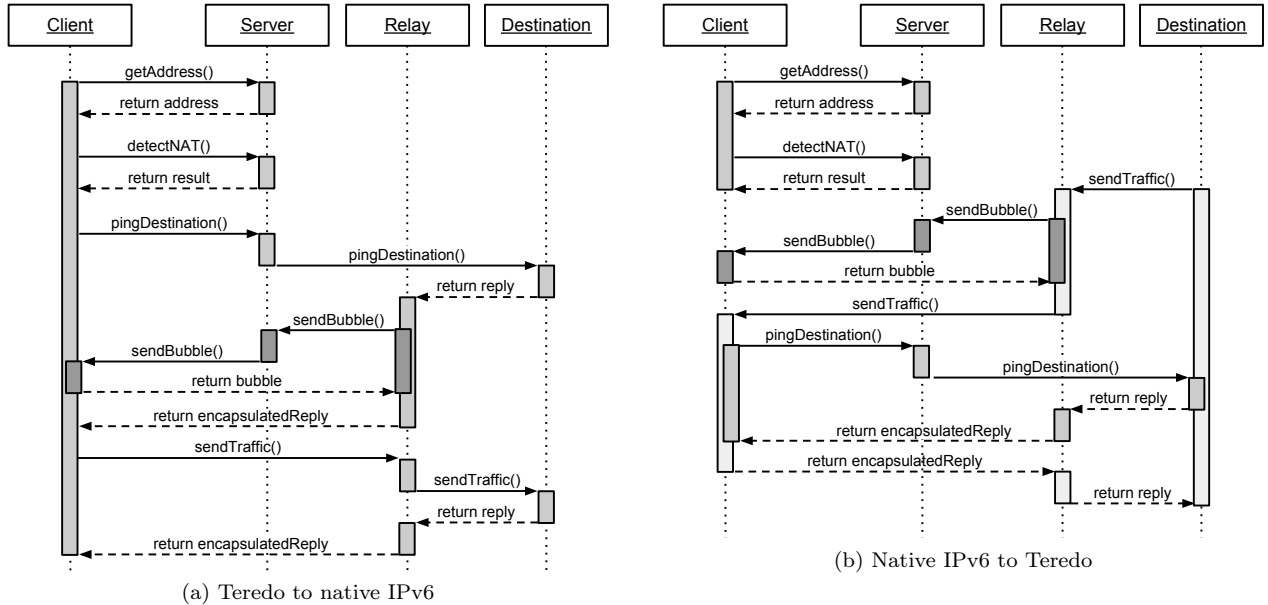 Client Server Relay Destination
getAddress()
return address
detectNAT()
return result
pingDestination()
pingDestination()
return reply
sendBubble()
sendBubble()
return bubble
return encapsulatedReply
sendTraffic()
sendTraffic()
return reply
return encapsulatedReply
(a) Teredo to native IPv6
Client Server Relay Destination
getAddress()
return address
detectNAT()
return result
sendTraffic()
sendBubble()
sendBubble()
return bubble
sendTraffic()
pingDestination()
pingDestination()
return reply
return encapsulatedReply
return encapsulatedReply
return reply
(b) Native IPv6 to Teredo